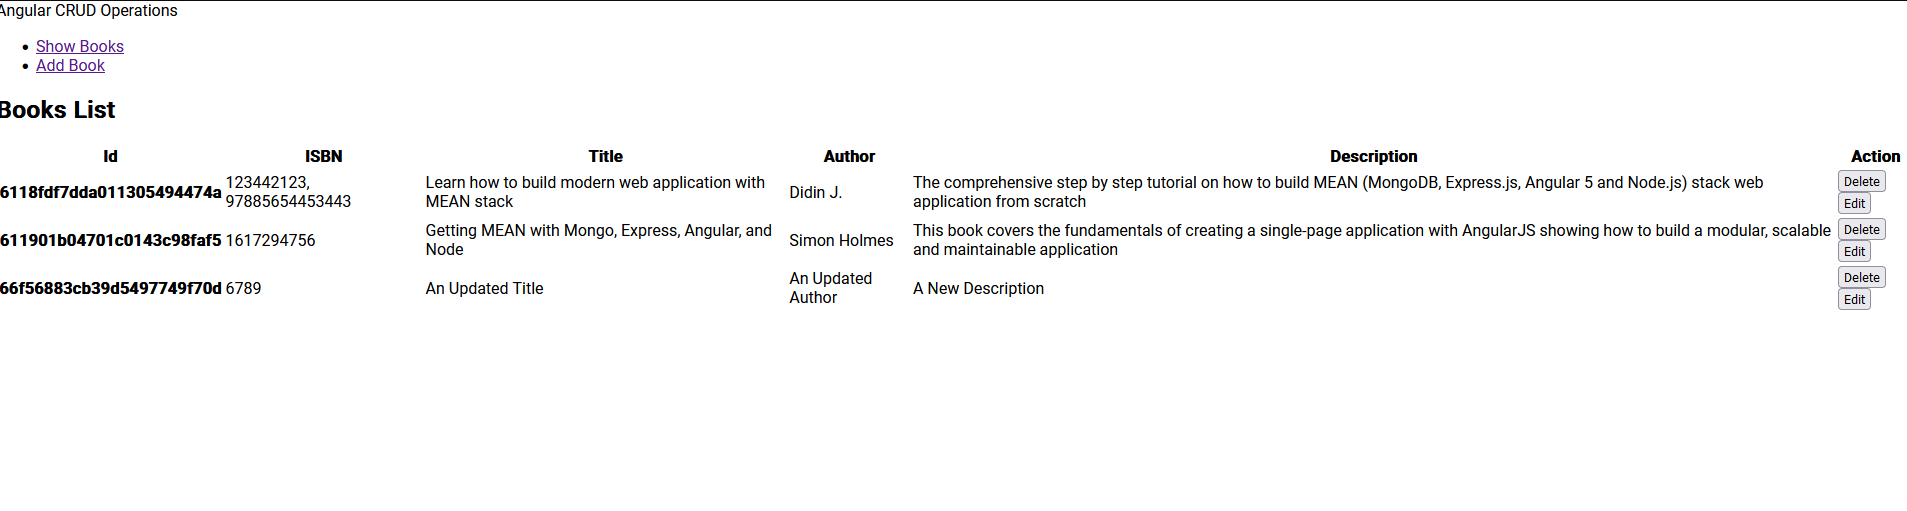 Angular CRUD Operations
Show Books
Add Book
Books List
Id ISBN Title Author Description Action
6118fdf7dda011305494474a 123442123, 97885654453443 Learn how to build modern web application with MEAN stack Didin J. The comprehensive step by step tutorial on how to build MEAN (MongoDB, Express.js, Angular 5 and Node.js) stack web application from scratch Delete Edit
611901b04701c0143c98faf5 1617294756 Getting MEAN with Mongo, Express, Angular, and Node Simon Holmes This book covers the fundamentals of creating a single-page application with AngularJS showing how to build a modular, scalable and maintainable application Delete Edit
66f56883cb39d5497749f70d 6789 An Updated Title An Updated Author A New Description Delete Edit